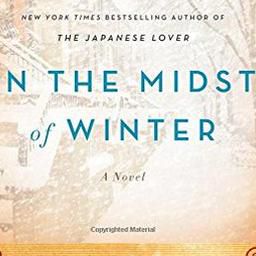 NEW YORK TIMES BESTSELLING AUTHOR OF
THE JAPANESE LOVER
N THE MIDST
of WINTER
A Novel
Copyrighted Material